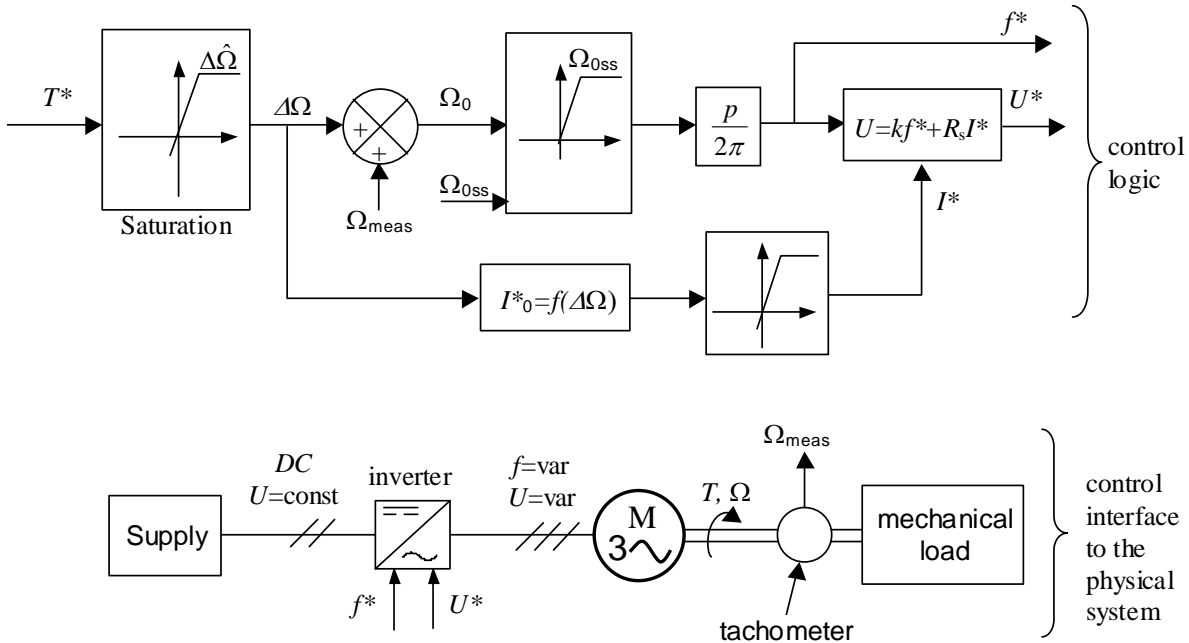 f*
ΔΩ̂
Ω0ss
T*
ΔΩ
Ω0
p
2π
U*
U=kf*+RsI*
+
+
control
logic
Ω0ss
Saturation
Ωmeas
I*
I*0=f(ΔΩ)
Ωmeas
DC
U=const
inverter
f=var
U=var
T, Ω
Supply
M
3
mechanical
load
control
interface
to the
physical
system
f*
U*
tachometer